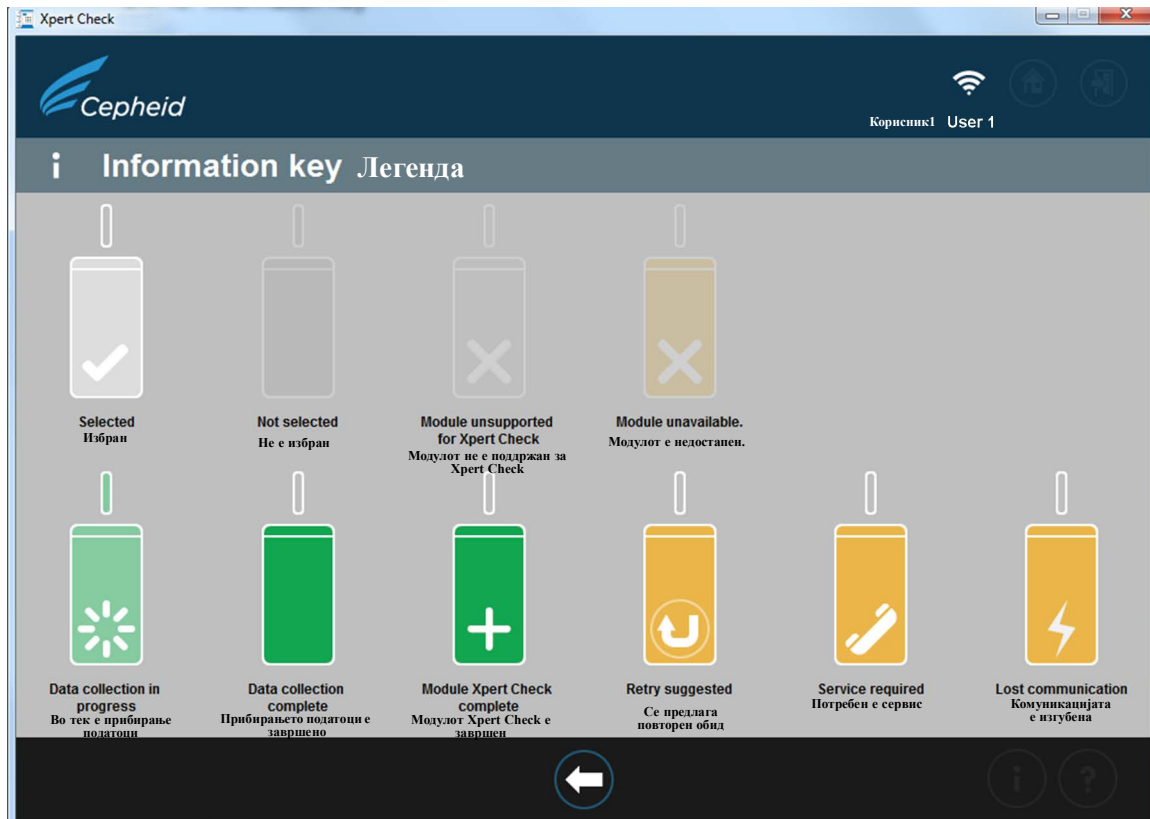 Xpert Check
Cepheid
Корисник1 User 1
i Information key Легенда
Selected
Избран
Not selected
Не е избран
Module unsupported
for Xpert Check
Модулот не е поддржан за
Xpert Check
Module unavailable.
Модулот е недостапен.
Data collection in
progress
Во тек е прибирање
податоци
Data collection
complete
Прибирањето податоци е
завршено
Module Xpert Check
complete
Модулот Xpert Check е
завршен
Retry suggested
Се предлага
повторен обид
Service required
Потребен е сервис
Lost communication
Комуникацијата
е изгубена
i ?